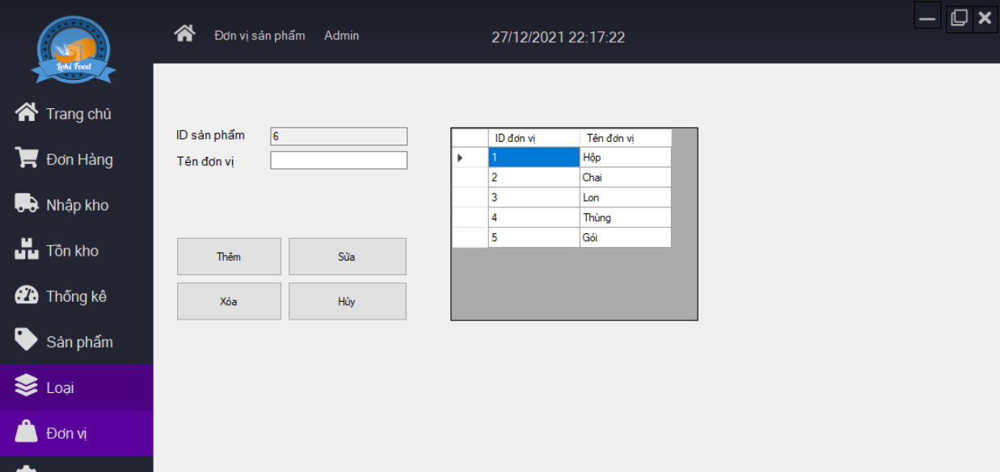 Loki Food
Đơn vị sản phẩm Admin 27/12/2021 22:17:22
Trang chủ
Đơn Hàng
Nhập kho
Tồn kho
Thống kê
Sản phẩm
Loại
Đơn vị
ID sản phẩm 6
Tên đơn vị
Thêm Sửa
Xóa Hủy
ID đơn vị Tên đơn vị
1 Hộp
2 Chai
3 Lon
4 Thùng
5 Gói